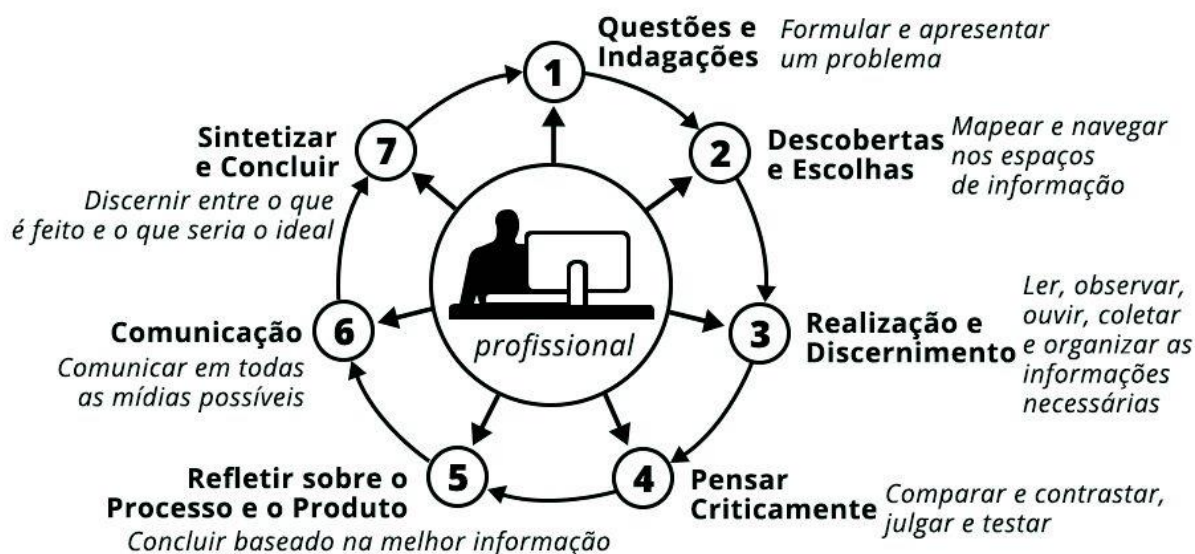 1
Questões e
Indagações
Formular e apresentar
um problema
2
Descobertas
e Escolhas
Mapear e navegar
nos espaços
de informação
3
Realização e
Discernimento
Ler, observar,
ouvir, coletar
e organizar as
informações
necessárias
4
Pensar
Criticamente
Comparar e contrastar,
julgar e testar
5
Refletir sobre o
Processo e o Produto
Concluir baseado na melhor informação
6
Comunicação
Comunicar em todas
as mídias possíveis
7
Sintetizar
e Concluir
Discernir entre o que
é feito e o que seria o ideal
profissional